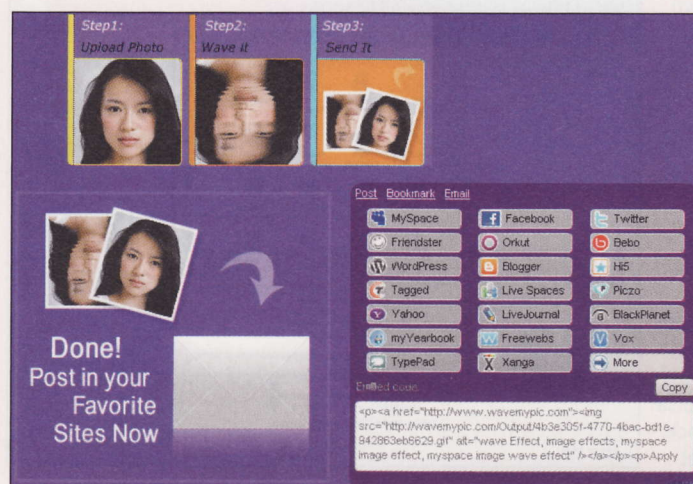 Step1:
Upload Photo
Step2:
Wave it
Step3:
Send It
Done!
Post in your
Favorite
Sites Now
Post Bookmark Email
MySpace Facebook Twitter
Friendster Orkut Bebo
WordPress Blogger Hi5
Tagged Live Spaces Piczo
Yahoo LiveJournal BlackPlanet
myYearbook Freewebs Vox
TypePad Xanga More
Embed code
Copy
<p><a href="http://www.wavemypic.com"><img
src="http://wavemypic.com/Output/4b3e305f-4770-4bac-bd1e-
942863eb6629.gif" alt="wave Effect, image effects, myspace
image effect, myspace image wave effect" /></a></p><p>Apply